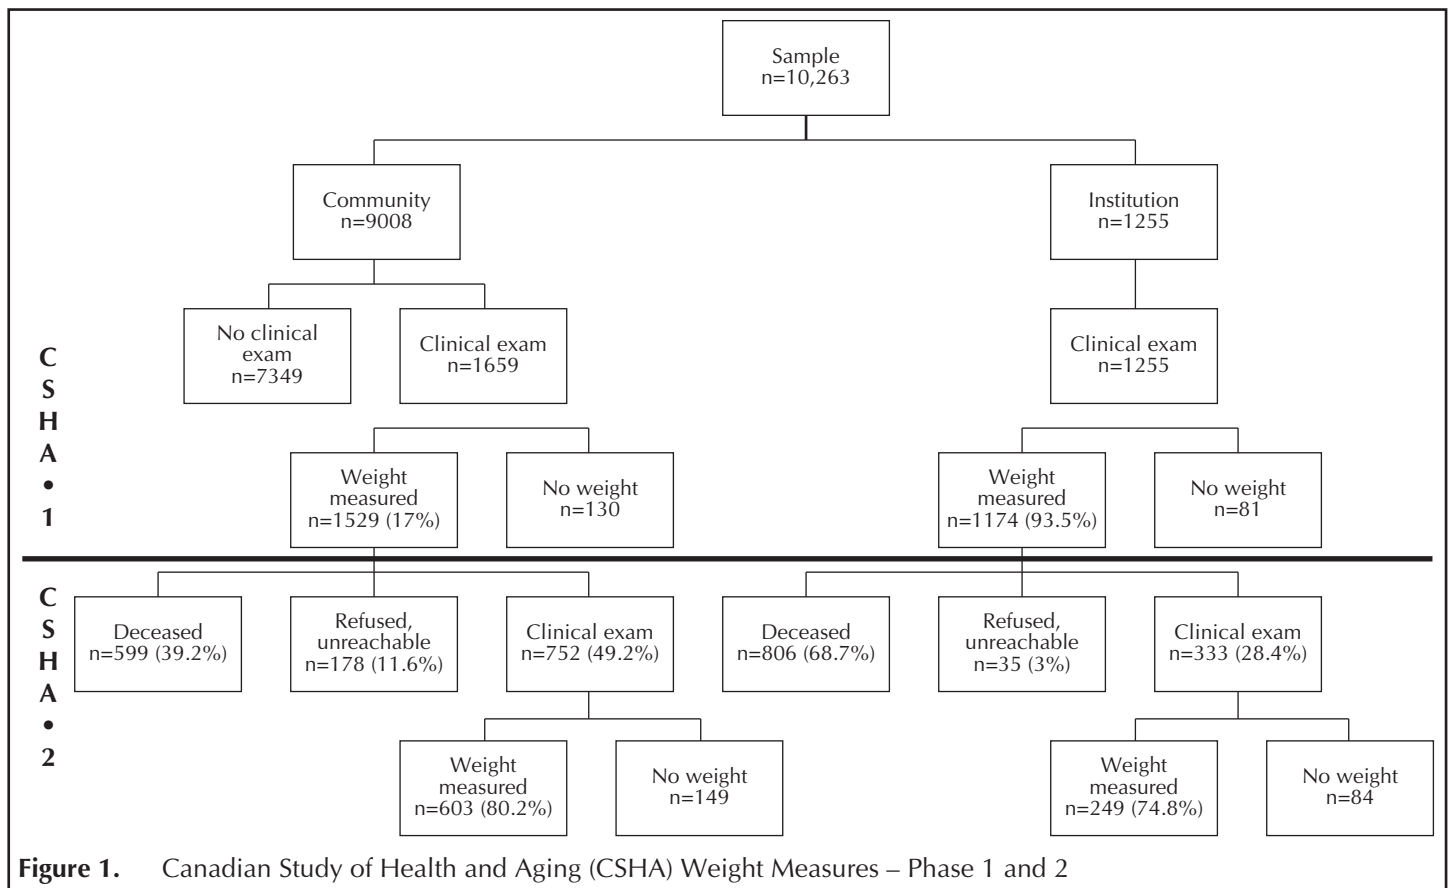 Sample
n=10,263
Community
n=9008
Institution
n=1255
No clinical
exam
n=7349
Clinical exam
n=1659
Clinical exam
n=1255
C
S
H
A
•
1
Weight
measured
n=1529 (17%)
No weight
n=130
Weight
measured
n=1174 (93.5%)
No weight
n=81
C
S
H
A
•
2
Deceased
n=599 (39.2%)
Refused,
unreachable
n=178 (11.6%)
Clinical exam
n=752 (49.2%)
Deceased
n=806 (68.7%)
Refused,
unreachable
n=35 (3%)
Clinical exam
n=333 (28.4%)
Weight
measured
n=603 (80.2%)
No weight
n=149
Weight
measured
n=249 (74.8%)
No weight
n=84
Figure 1. Canadian Study of Health and Aging (CSHA) Weight Measures – Phase 1 and 2